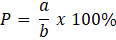 P = a/b x 100%